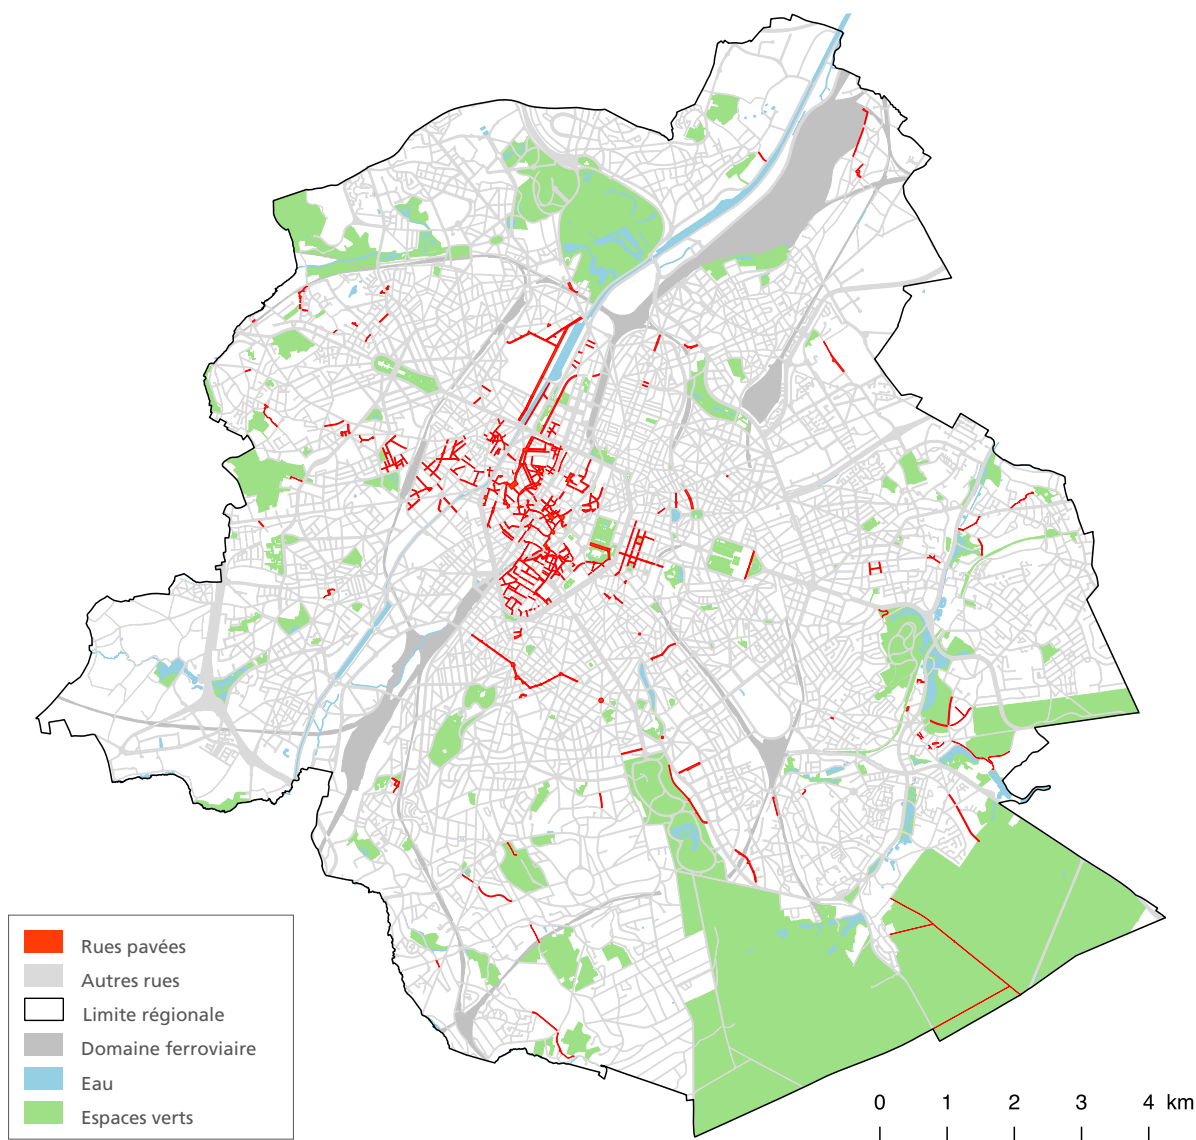 Rues pavées
Autres rues
Limite régionale
Domaine ferroviaire
Eau
Espaces verts
0 1 2 3 4 km